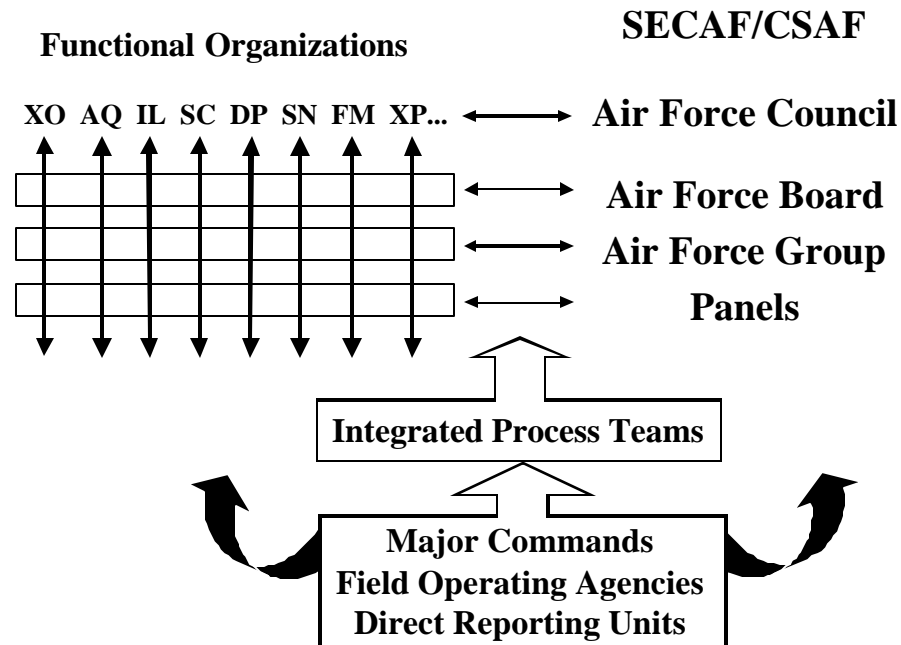 SECAF/CSAF
Functional Organizations
XO AQ IL SC DP SN FM XP...
Air Force Council
Air Force Board
Air Force Group
Panels
Integrated Process Teams
Major Commands
Field Operating Agencies
Direct Reporting Units